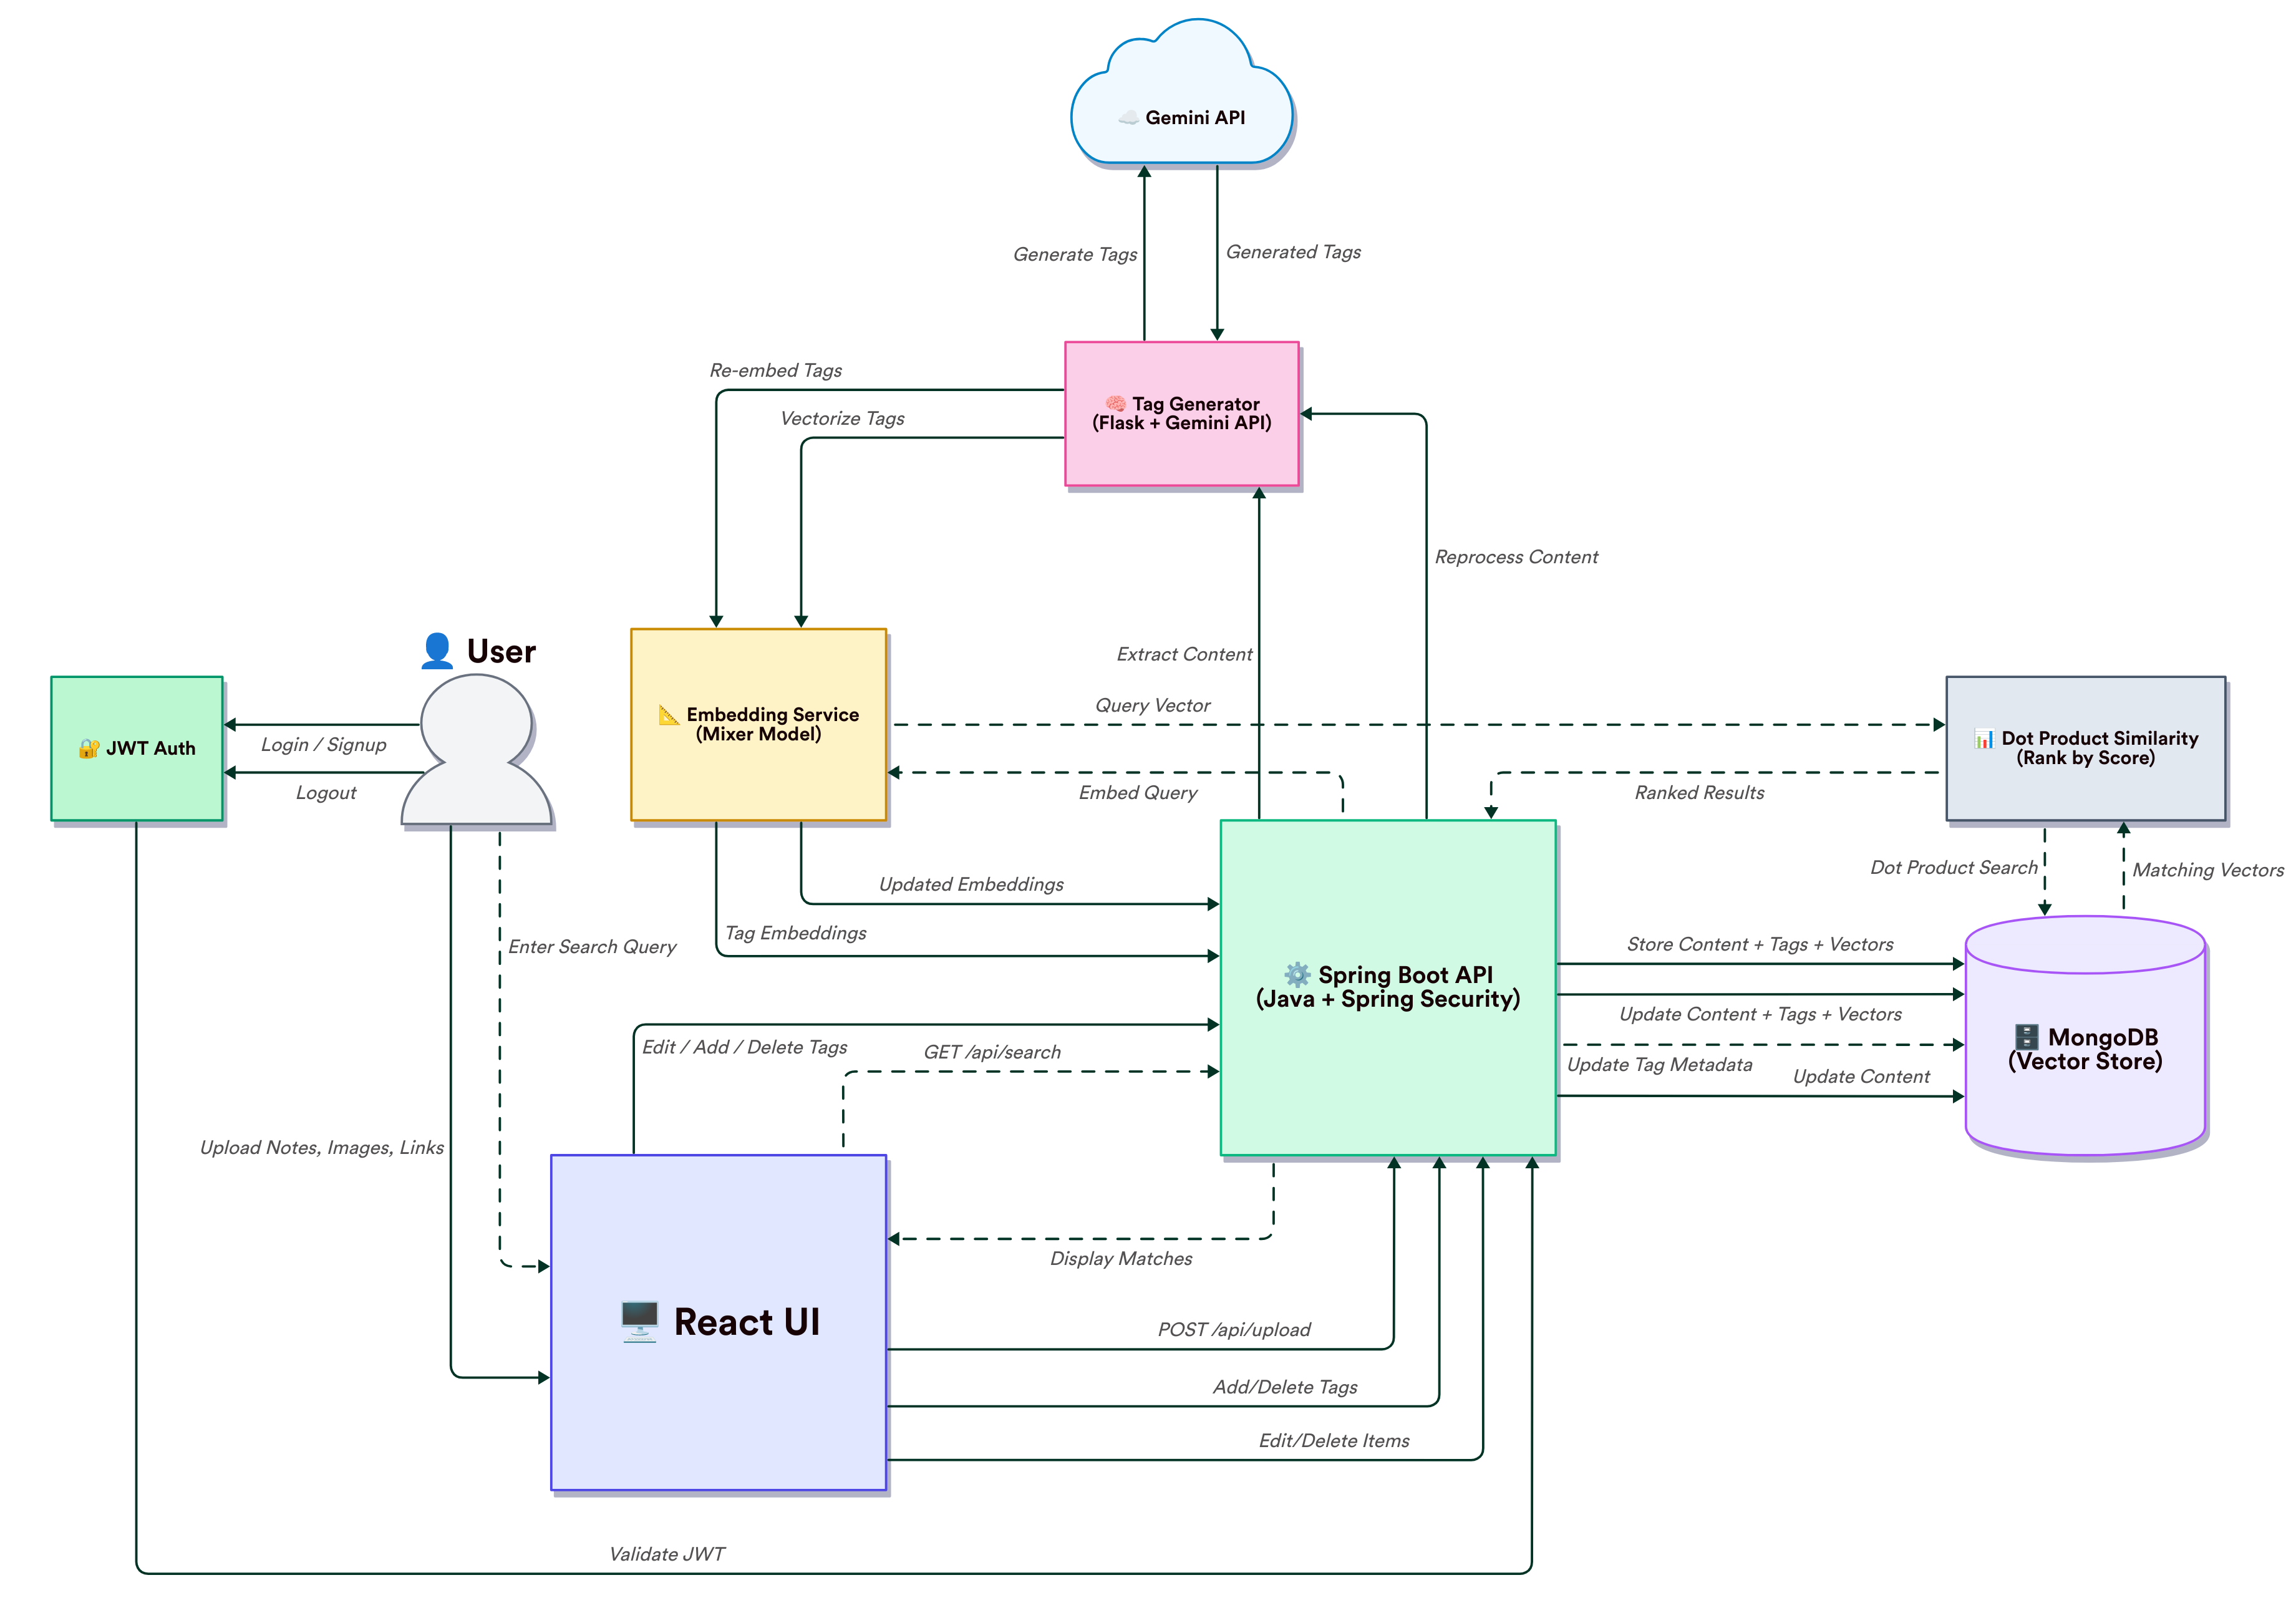 ☁️ Gemini API
Generate Tags
Generated Tags
Re-embed Tags
Vectorize Tags
🧠 Tag Generator
(Flask + Gemini API)
Reprocess Content
Extract Content
👤 User
🔐 JWT Auth
Login / Signup
Logout
📐 Embedding Service
(Mixer Model)
Query Vector
Embed Query
Ranked Results
📊 Dot Product Similarity
(Rank by Score)
Dot Product Search
Matching Vectors
Updated Embeddings
Tag Embeddings
Enter Search Query
⚙️ Spring Boot API
(Java + Spring Security)
Store Content + Tags + Vectors
Update Content + Tags + Vectors
Update Tag Metadata
Update Content
🗄️ MongoDB
(Vector Store)
Edit / Add / Delete Tags
GET /api/search
Upload Notes, Images, Links
Display Matches
🖥️ React UI
POST /api/upload
Add/Delete Tags
Edit/Delete Items
Validate JWT